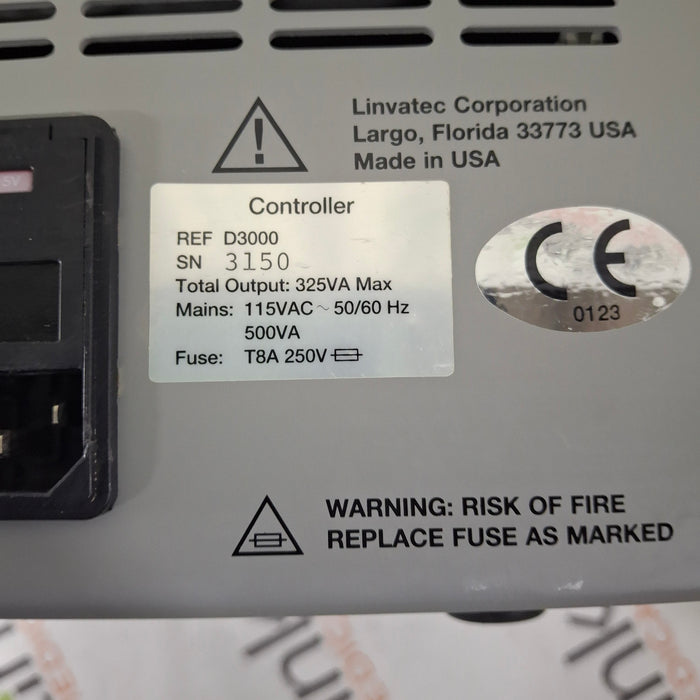 Linvatec Corporation
Largo, Florida 33773 USA
Made in USA
Controller
REF D3000
SN 3150
Total Output: 325VA Max
Mains: 115VAC ~ 50/60 Hz
500VA
Fuse: T8A 250V
CE
0123
WARNING: RISK OF FIRE
REPLACE FUSE AS MARKED